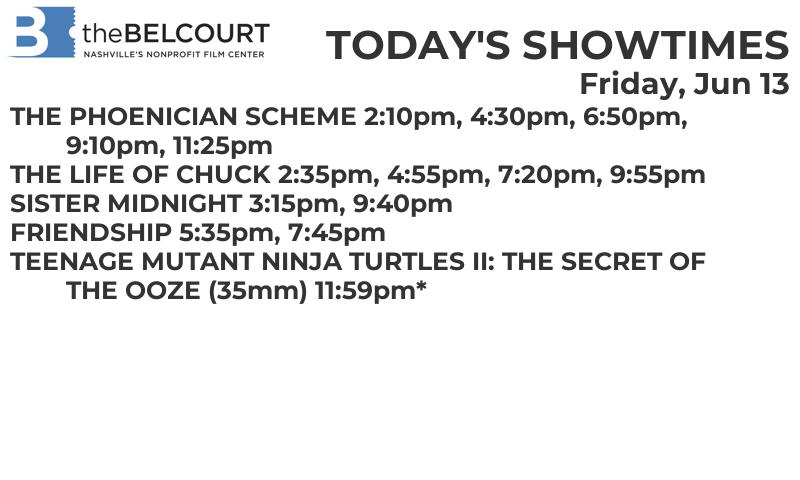 B theBELCOURT
NASHVILLE'S NONPROFIT FILM CENTER
TODAY'S SHOWTIMES
Friday, Jun 13
THE PHOENICIAN SCHEME 2:10pm, 4:30pm, 6:50pm,
9:10pm, 11:25pm
THE LIFE OF CHUCK 2:35pm, 4:55pm, 7:20pm, 9:55pm
SISTER MIDNIGHT 3:15pm, 9:40pm
FRIENDSHIP 5:35pm, 7:45pm
TEENAGE MUTANT NINJA TURTLES II: THE SECRET OF
THE OOZE (35mm) 11:59pm*